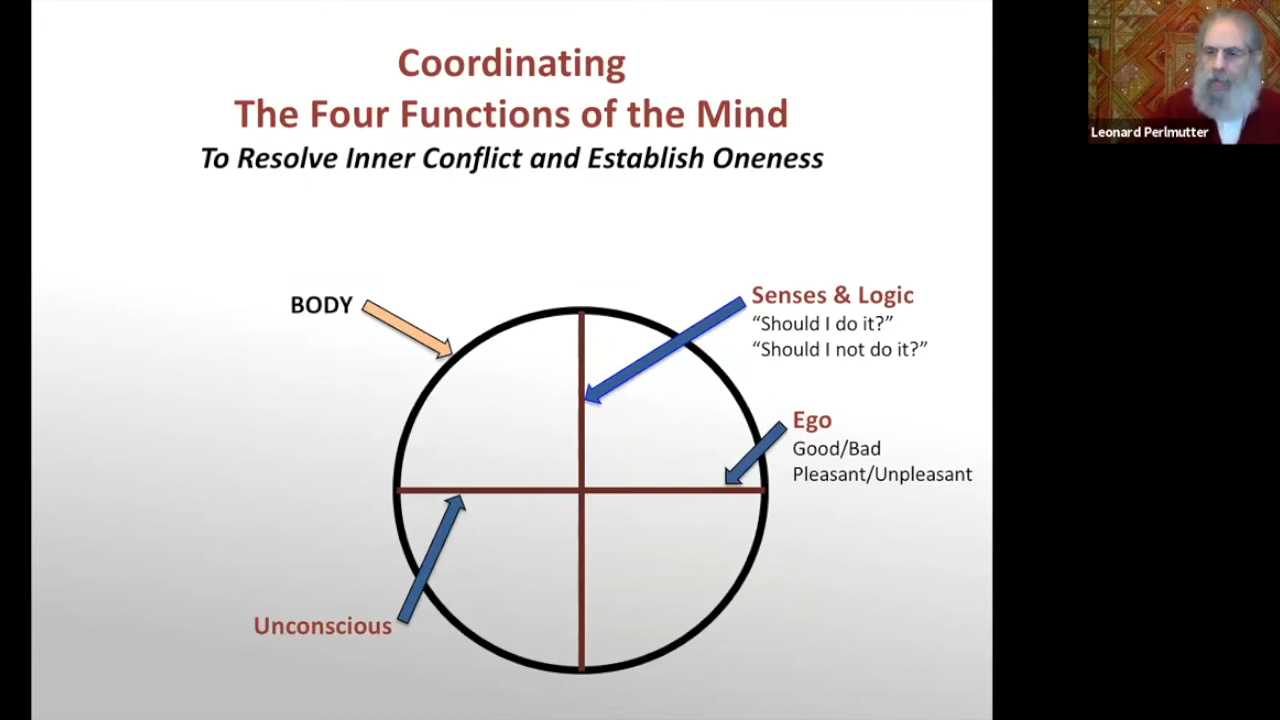 Coordinating
The Four Functions of the Mind
To Resolve Inner Conflict and Establish Oneness
BODY
Senses & Logic
“Should I do it?”
“Should I not do it?”
Ego
Good/Bad
Pleasant/Unpleasant
Unconscious
Leonard Perlmutter